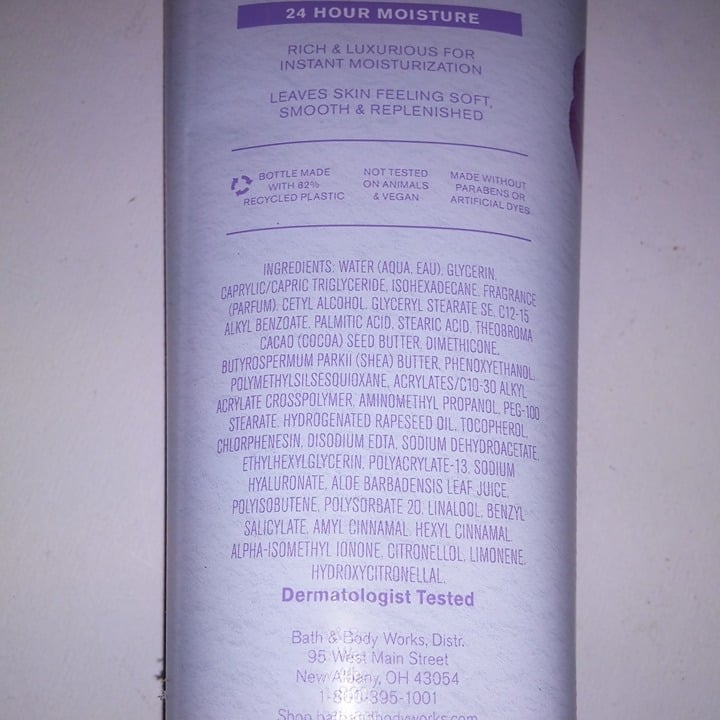 24 HOUR MOISTURE
RICH & LUXURIOUS FOR
INSTANT MOISTURIZATION
LEAVES SKIN FEELING SOFT,
SMOOTH & REPLENISHED
BOTTLE MADE
WITH 82%
RECYCLED PLASTIC
NOT TESTED
ON ANIMALS
& VEGAN
MADE WITHOUT
PARABENS OR
ARTIFICIAL DYES
INGREDIENTS: WATER (AQUA, EAU), GLYCERIN,
CAPRYLIC/CAPRIC TRIGLYCERIDE, ISOHEXADECANE, FRAGRANCE
(PARFUM), CETYL ALCOHOL, GLYCERYL STEARATE SE, C12-15
ALKYL BENZOATE, PALMITIC ACID, STEARIC ACID, THEOBROMA
CACAO (COCOA) SEED BUTTER, DIMETHICONE,
BUTYROSPERMUM PARKII (SHEA) BUTTER, PHENOXYETHANOL,
POLYMETHYLSILSESQUIOXANE, ACRYLATES/C10-30 ALKYL
ACRYLATE CROSSPOLYMER, AMINOMETHYL PROPANOL, PEG-100
STEARATE, HYDROGENATED RAPESEED OIL, TOCOPHEROL,
CHLORPHENESIN, DISODIUM EDTA, SODIUM DEHYDROACETATE,
ETHYLHEXYLGLYCERIN, POLYACRYLATE-13, SODIUM
HYALURONATE, ALOE BARBADENSIS LEAF JUICE,
POLYISOBUTENE, POLYSORBATE 20, LINALOOL, BENZYL
SALICYLATE, AMYL CINNAMAL, HEXYL CINNAMAL,
ALPHA-ISOMETHYL IONONE, CITRONELLOL, LIMONENE,
HYDROXYCITRONELLAL.
Dermatologist Tested
Bath & Body Works, Distr.
95 West Main Street
New Albany, OH 43054
1-800-395-1001
Shop bathandbodyworks.com